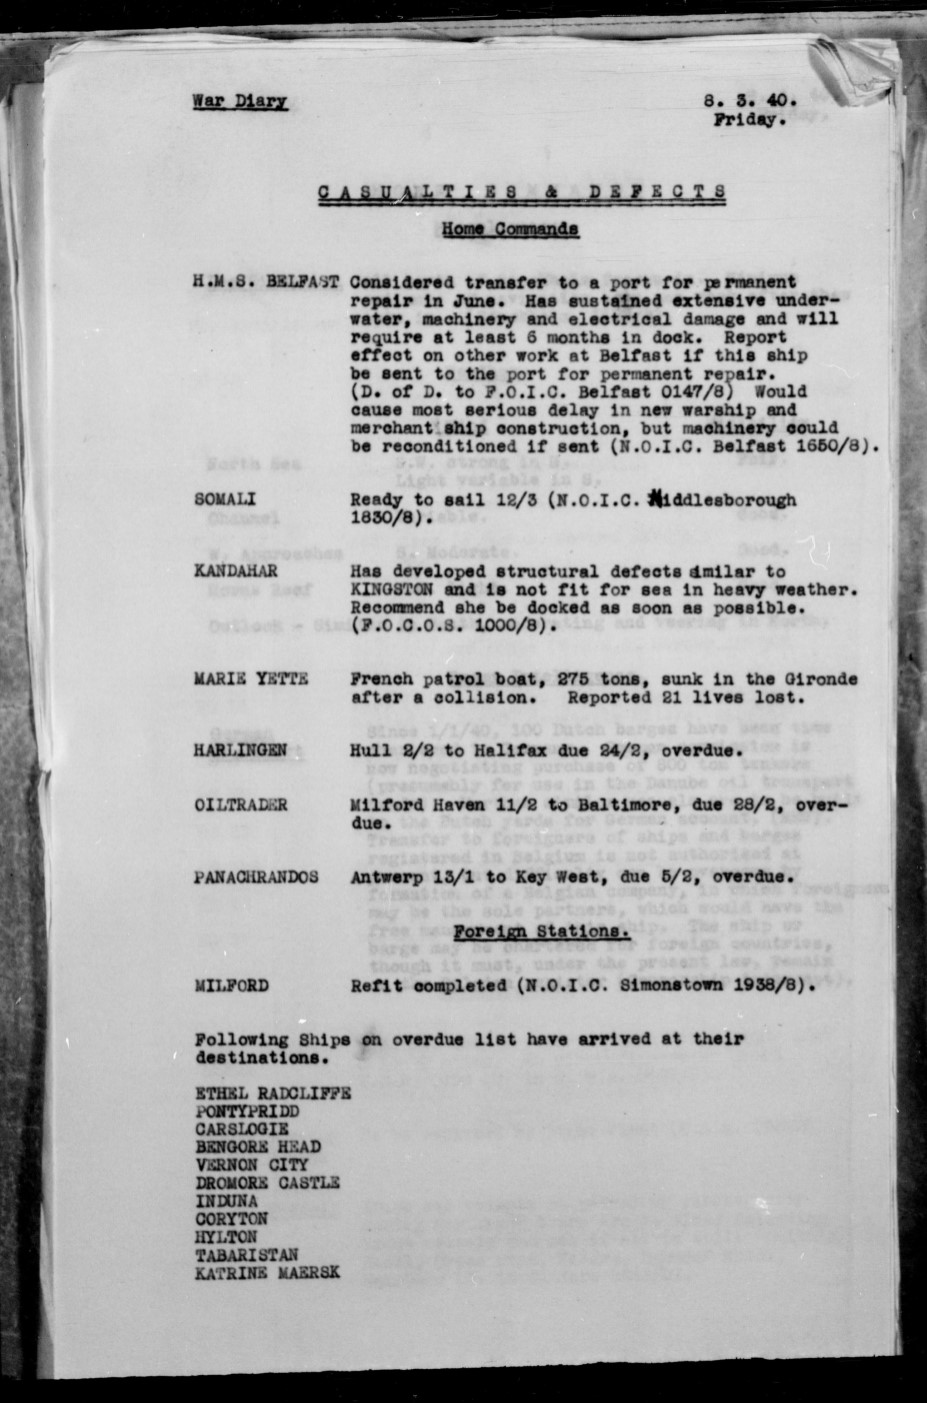 War Diary
8. 3. 40.
Friday.
CASUALTIES & DEFECTS
Home Commands
H.M.S. BELFAST Considered transfer to a port for permanent
repair in June. Has sustained extensive under-
water, machinery and electrical damage and will
require at least 6 months in dock. Report
effect on other work at Belfast if this ship
be sent to the port for permanent repair.
(D. of D. to F.O.I.C. Belfast 0147/8) Would
cause most serious delay in new warship and
merchant ship construction, but machinery could
be reconditioned if sent (N.O.I.C. Belfast 1650/8).
SOMALI Ready to sail 12/3 (N.O.I.C. Middlesborough
1830/8).
KANDAHAR Has developed structural defects similar to
KINGSTON and is not fit for sea in heavy weather.
Recommend she be docked as soon as possible.
(F.O.C.O.S. 1000/8).
MARIE YETTE French patrol boat, 275 tons, sunk in the Gironde
after a collision. Reported 21 lives lost.
HARLINGEN Hull 2/2 to Halifax due 24/2, overdue.
OILTRADER Milford Haven 11/2 to Baltimore, due 28/2, over-
due.
PANACHRANDOS Antwerp 13/1 to Key West, due 5/2, overdue.
Foreign Stations.
MILFORD Refit completed (N.O.I.C. Simonstown 1938/8).
Following Ships on overdue list have arrived at their
destinations.
ETHEL RADCLIFFE
PONTYPRIDD
CARSLOGIE
BENGORE HEAD
VERNON CITY
DROMORE CASTLE
INDUNA
CORYTON
HYLTON
TABARISTAN
KATRINE MAERSK